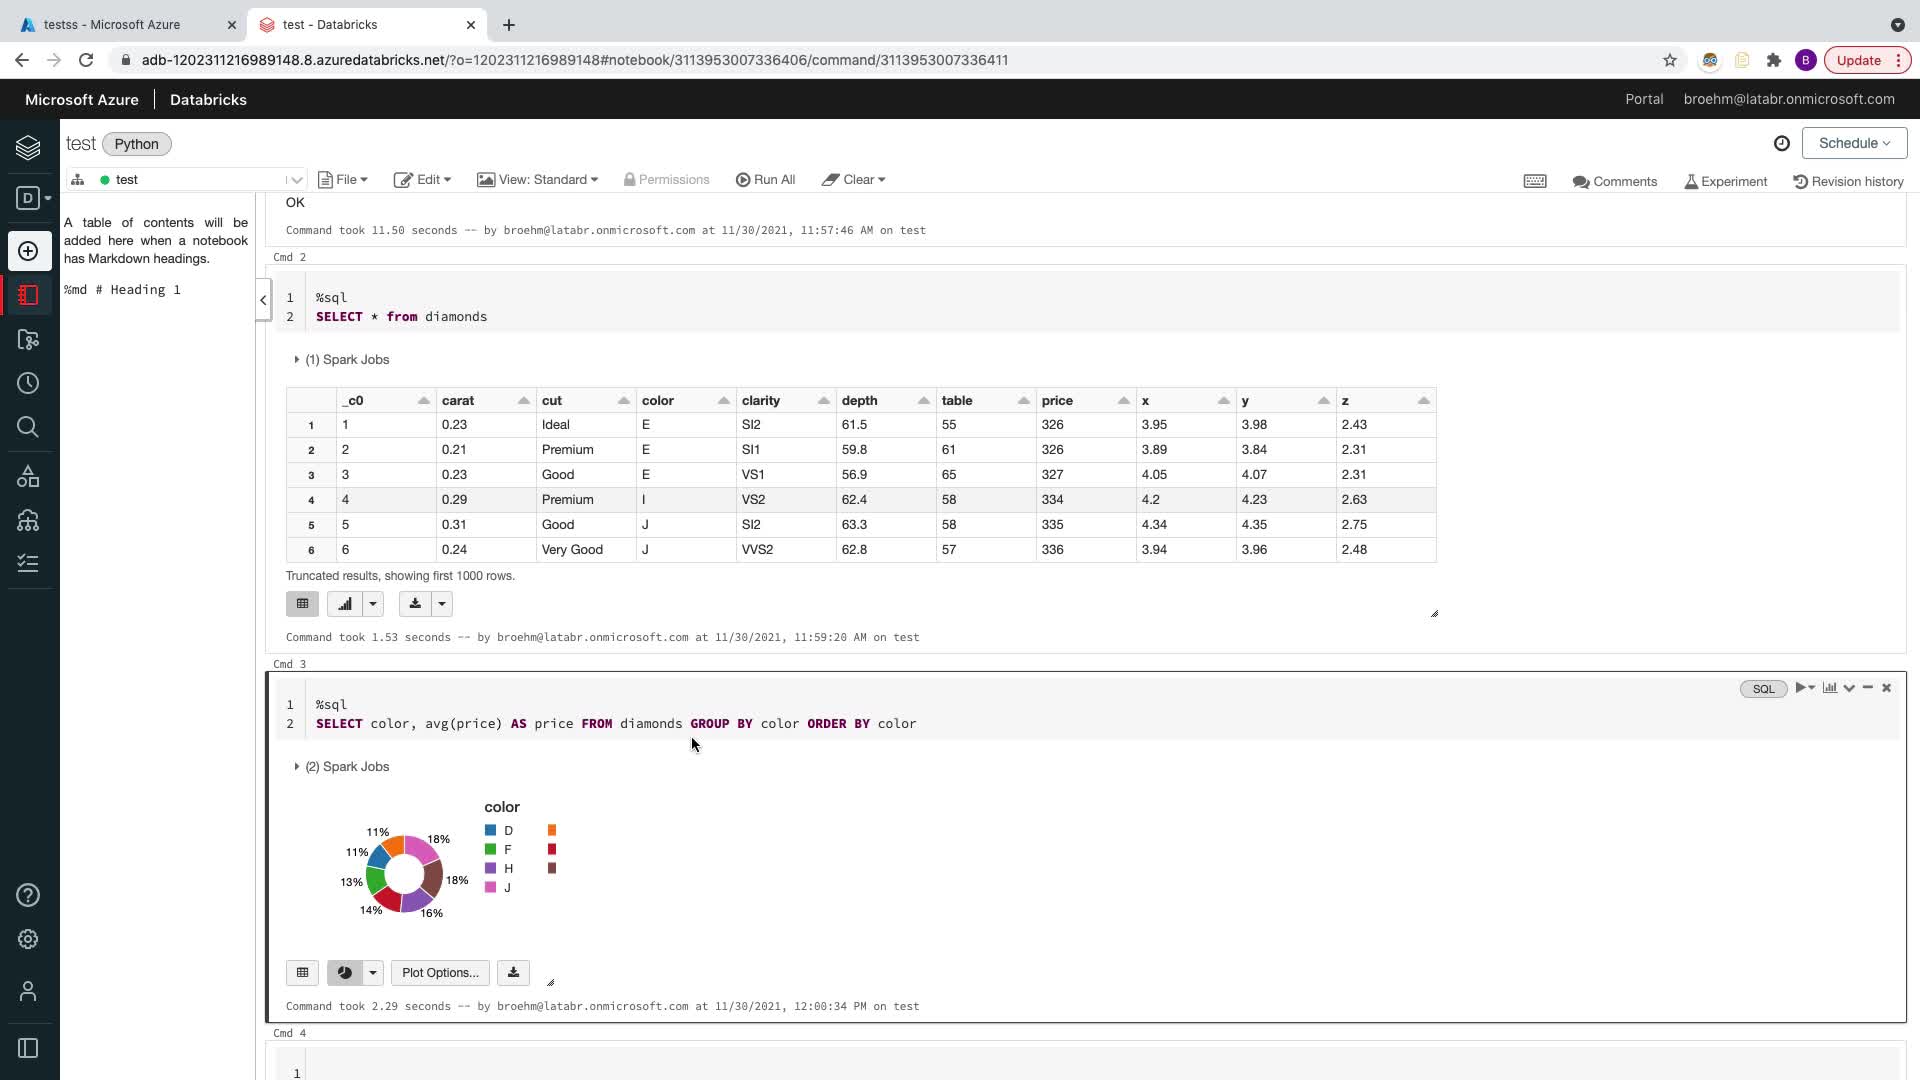 testss - Microsoft Azure
test - Databricks
adb-1202311216989148.8.azuredatabricks.net/?o=1202311216989148#notebook/3113953007336406/command/3113953007336411
B
Update
Microsoft Azure | Databricks
Portal
broehm@latabr.onmicrosoft.com
test
Python
Schedule
test
File
Edit
View: Standard
Permissions
Run All
Clear
Comments
Experiment
Revision history
D
A table of contents will be
added here when a notebook
has Markdown headings.
%md # Heading 1
OK
Command took 11.50 seconds -- by broehm@latabr.onmicrosoft.com at 11/30/2021, 11:57:46 AM on test
Cmd 2
1 %sql
2 SELECT * from diamonds
(1) Spark Jobs
_c0 carat cut color clarity depth table price x y z
1 1 0.23 Ideal E SI2 61.5 55 326 3.95 3.98 2.43
2 2 0.21 Premium E SI1 59.8 61 326 3.89 3.84 2.31
3 3 0.23 Good E VS1 56.9 65 327 4.05 4.07 2.31
4 4 0.29 Premium I VS2 62.4 58 334 4.2 4.23 2.63
5 5 0.31 Good J SI2 63.3 58 335 4.34 4.35 2.75
6 6 0.24 Very Good J VVS2 62.8 57 336 3.94 3.96 2.48
Truncated results, showing first 1000 rows.
Command took 1.53 seconds -- by broehm@latabr.onmicrosoft.com at 11/30/2021, 11:59:20 AM on test
Cmd 3
SQL
1 %sql
2 SELECT color, avg(price) AS price FROM diamonds GROUP BY color ORDER BY color
(2) Spark Jobs
color
D
F
H
J
11% 18%
11%
13% 18%
14% 16%
Plot Options...
Command took 2.29 seconds -- by broehm@latabr.onmicrosoft.com at 11/30/2021, 12:00:34 PM on test
Cmd 4
1